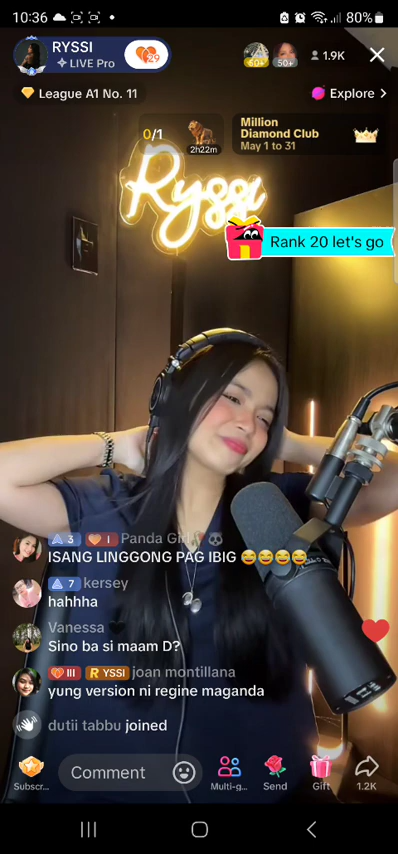 10:36
80%
RYSSI
LIVE Pro
29
60+
50+
1.9K
League A1 No. 11
Explore >
0/1
2h22m
Million
Diamond Club
May 1 to 31
Ryssi
Rank 20 let's go
3 I Panda Girl
ISANG LINGGONG PAG IBIG 😂😂😂😂
7 kersey
hahhha
Vanessa
Sino ba si maam D?
III R YSSI joan montillana
yung version ni regine maganda
dutii tabbu joined
Comment
Subscr...
Multi-g...
Send
Gift
1.2K